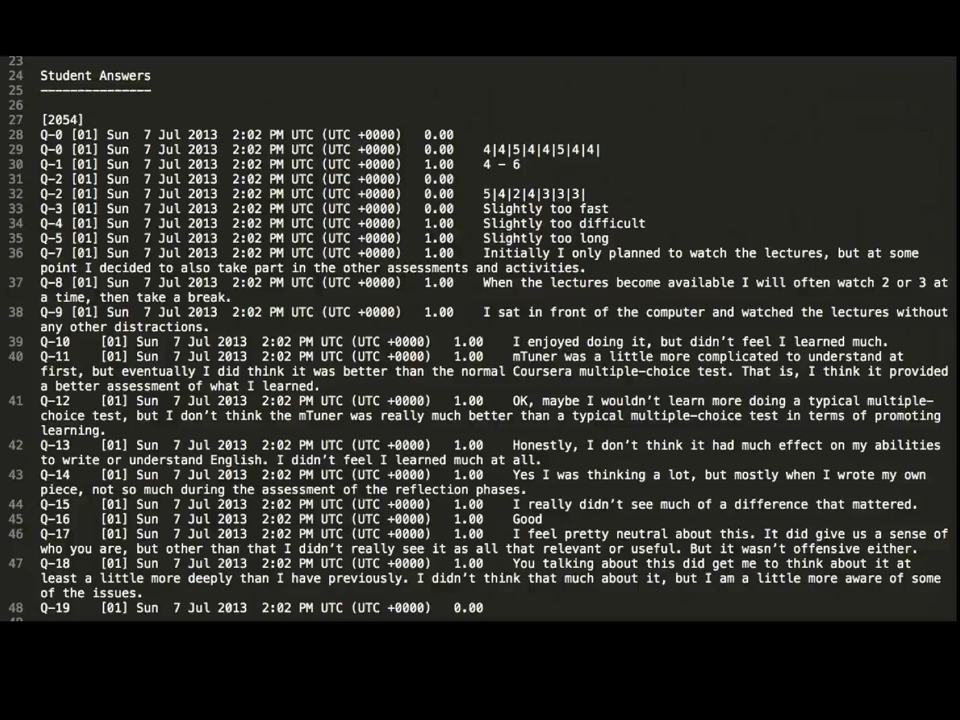 23
24 Student Answers
25 ---------------
26
27 [2054]
28 Q-0 [01] Sun 7 Jul 2013 2:02 PM UTC (UTC +0000) 0.00
29 Q-0 [01] Sun 7 Jul 2013 2:02 PM UTC (UTC +0000) 0.00 4|4|5|4|4|5|4|4|
30 Q-1 [01] Sun 7 Jul 2013 2:02 PM UTC (UTC +0000) 1.00 4 - 6
31 Q-2 [01] Sun 7 Jul 2013 2:02 PM UTC (UTC +0000) 0.00
32 Q-2 [01] Sun 7 Jul 2013 2:02 PM UTC (UTC +0000) 0.00 5|4|2|4|3|3|3|
33 Q-3 [01] Sun 7 Jul 2013 2:02 PM UTC (UTC +0000) 0.00 Slightly too fast
34 Q-4 [01] Sun 7 Jul 2013 2:02 PM UTC (UTC +0000) 1.00 Slightly too difficult
35 Q-5 [01] Sun 7 Jul 2013 2:02 PM UTC (UTC +0000) 1.00 Slightly too long
36 Q-7 [01] Sun 7 Jul 2013 2:02 PM UTC (UTC +0000) 1.00 Initially I only planned to watch the lectures, but at some
point I decided to also take part in the other assessments and activities.
37 Q-8 [01] Sun 7 Jul 2013 2:02 PM UTC (UTC +0000) 1.00 When the lectures become available I will often watch 2 or 3 at
a time, then take a break.
38 Q-9 [01] Sun 7 Jul 2013 2:02 PM UTC (UTC +0000) 1.00 I sat in front of the computer and watched the lectures without
any other distractions.
39 Q-10 [01] Sun 7 Jul 2013 2:02 PM UTC (UTC +0000) 1.00 I enjoyed doing it, but didn't feel I learned much.
40 Q-11 [01] Sun 7 Jul 2013 2:02 PM UTC (UTC +0000) 1.00 mTuner was a little more complicated to understand at
first, but eventually I did think it was better than the normal Coursera multiple-choice test. That is, I think it provided
a better assessment of what I learned.
41 Q-12 [01] Sun 7 Jul 2013 2:02 PM UTC (UTC +0000) 1.00 OK, maybe I wouldn't learn more doing a typical multiple-
choice test, but I don't think the mTuner was really much better than a typical multiple-choice test in terms of promoting
learning.
42 Q-13 [01] Sun 7 Jul 2013 2:02 PM UTC (UTC +0000) 1.00 Honestly, I don't think it had much effect on my abilities
to write or understand English. I didn't feel I learned much at all.
43 Q-14 [01] Sun 7 Jul 2013 2:02 PM UTC (UTC +0000) 1.00 Yes I was thinking a lot, but mostly when I wrote my own
piece, not so much during the assessment of the reflection phases.
44 Q-15 [01] Sun 7 Jul 2013 2:02 PM UTC (UTC +0000) 1.00 I really didn't see much of a difference that mattered.
45 Q-16 [01] Sun 7 Jul 2013 2:02 PM UTC (UTC +0000) 1.00 Good
46 Q-17 [01] Sun 7 Jul 2013 2:02 PM UTC (UTC +0000) 1.00 I feel pretty neutral about this. It did give us a sense of
who you are, but other than that I didn't really see it as all that relevant or useful. But it wasn't offensive either.
47 Q-18 [01] Sun 7 Jul 2013 2:02 PM UTC (UTC +0000) 1.00 You talking about this did get me to think about it at
least a little more deeply than I have previously. I didn't think that much about it, but I am a little more aware of some
of the issues.
48 Q-19 [01] Sun 7 Jul 2013 2:02 PM UTC (UTC +0000) 0.00